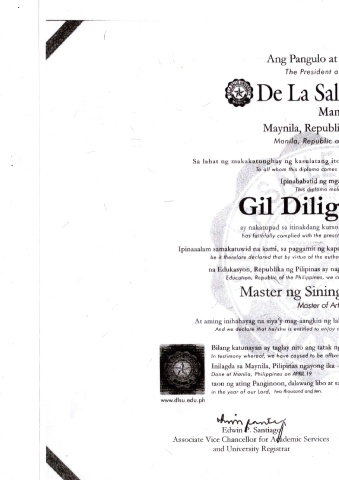 Ang Pangulo at
The President a
De La Sal
Man
Maynila, Republi
Manila, Republic o
Sa lahat ng makakatunghay ng kasulatang ito
To all whom this diploma comes
Ipinababatid ng mga
This diploma mak
Gil Dilig
ay nakatupad sa itinakdang
has faithfully complied with the prescr
Ipinaaalam samakatuwid na kami, sa paggamit ng kapa
be it therefore declared that by virtue of the autho
na Edukasyon, Republika ng Pilipinas ay nag
Education, Republic of the Philippines, we c
Master ng Sining
Master of Art
At aming inihahayag na siya'y mag-aangkin ng la
And we declare that he/she is entitled to enjoy a
Bilang katunayan ay taglay nito ang tatak ng
In testimony whereof, we have caused to be affixe
Inilagda sa Maynila, Pilipinas ngayong ika -
Done at Manila, Philippines on APRIL 19
taon ng ating Panginoon, dalawang libo at sa
in the year of our Lord, two thousand and ten.
www.dlsu.edu.ph
Edwin P. Santiago
Associate Vice Chancellor for Academic Services
and University Registrar